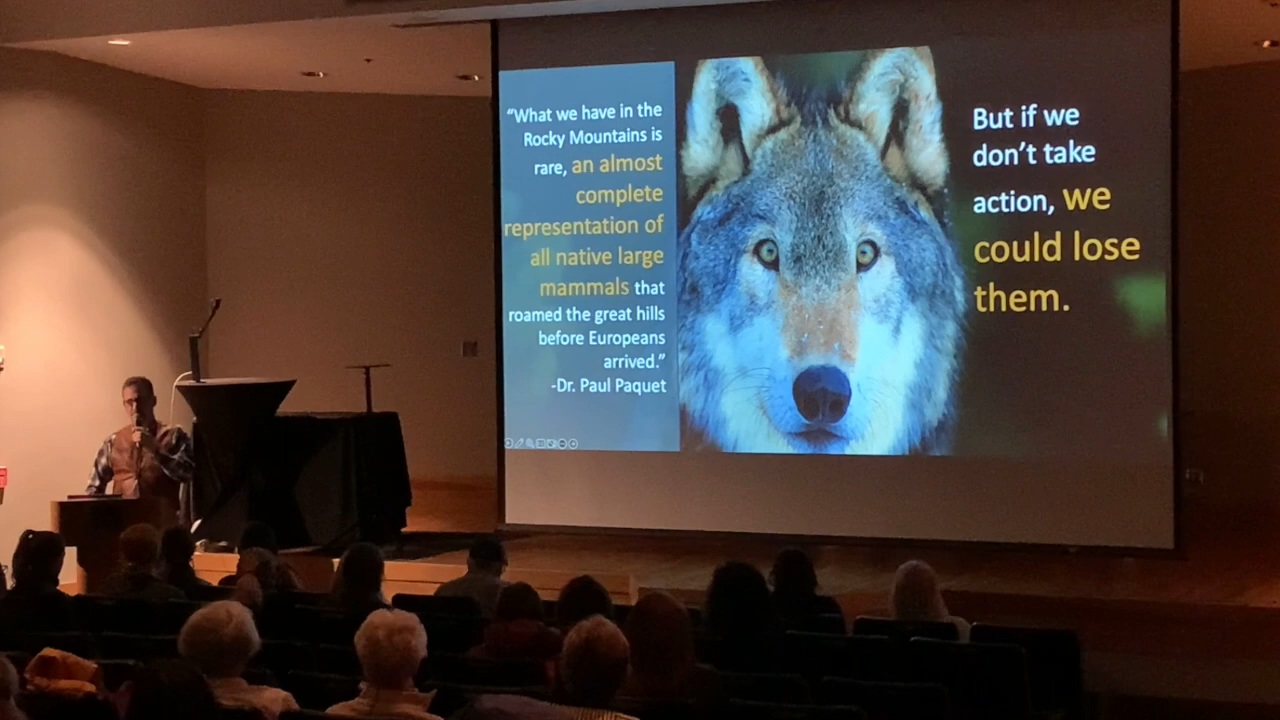 “What we have in the
Rocky Mountains is
rare, an almost
complete
representation of
all native large
mammals that
roamed the great hills
before Europeans
arrived.”
-Dr. Paul Paquet
But if we
don’t take
action, we
could lose
them.